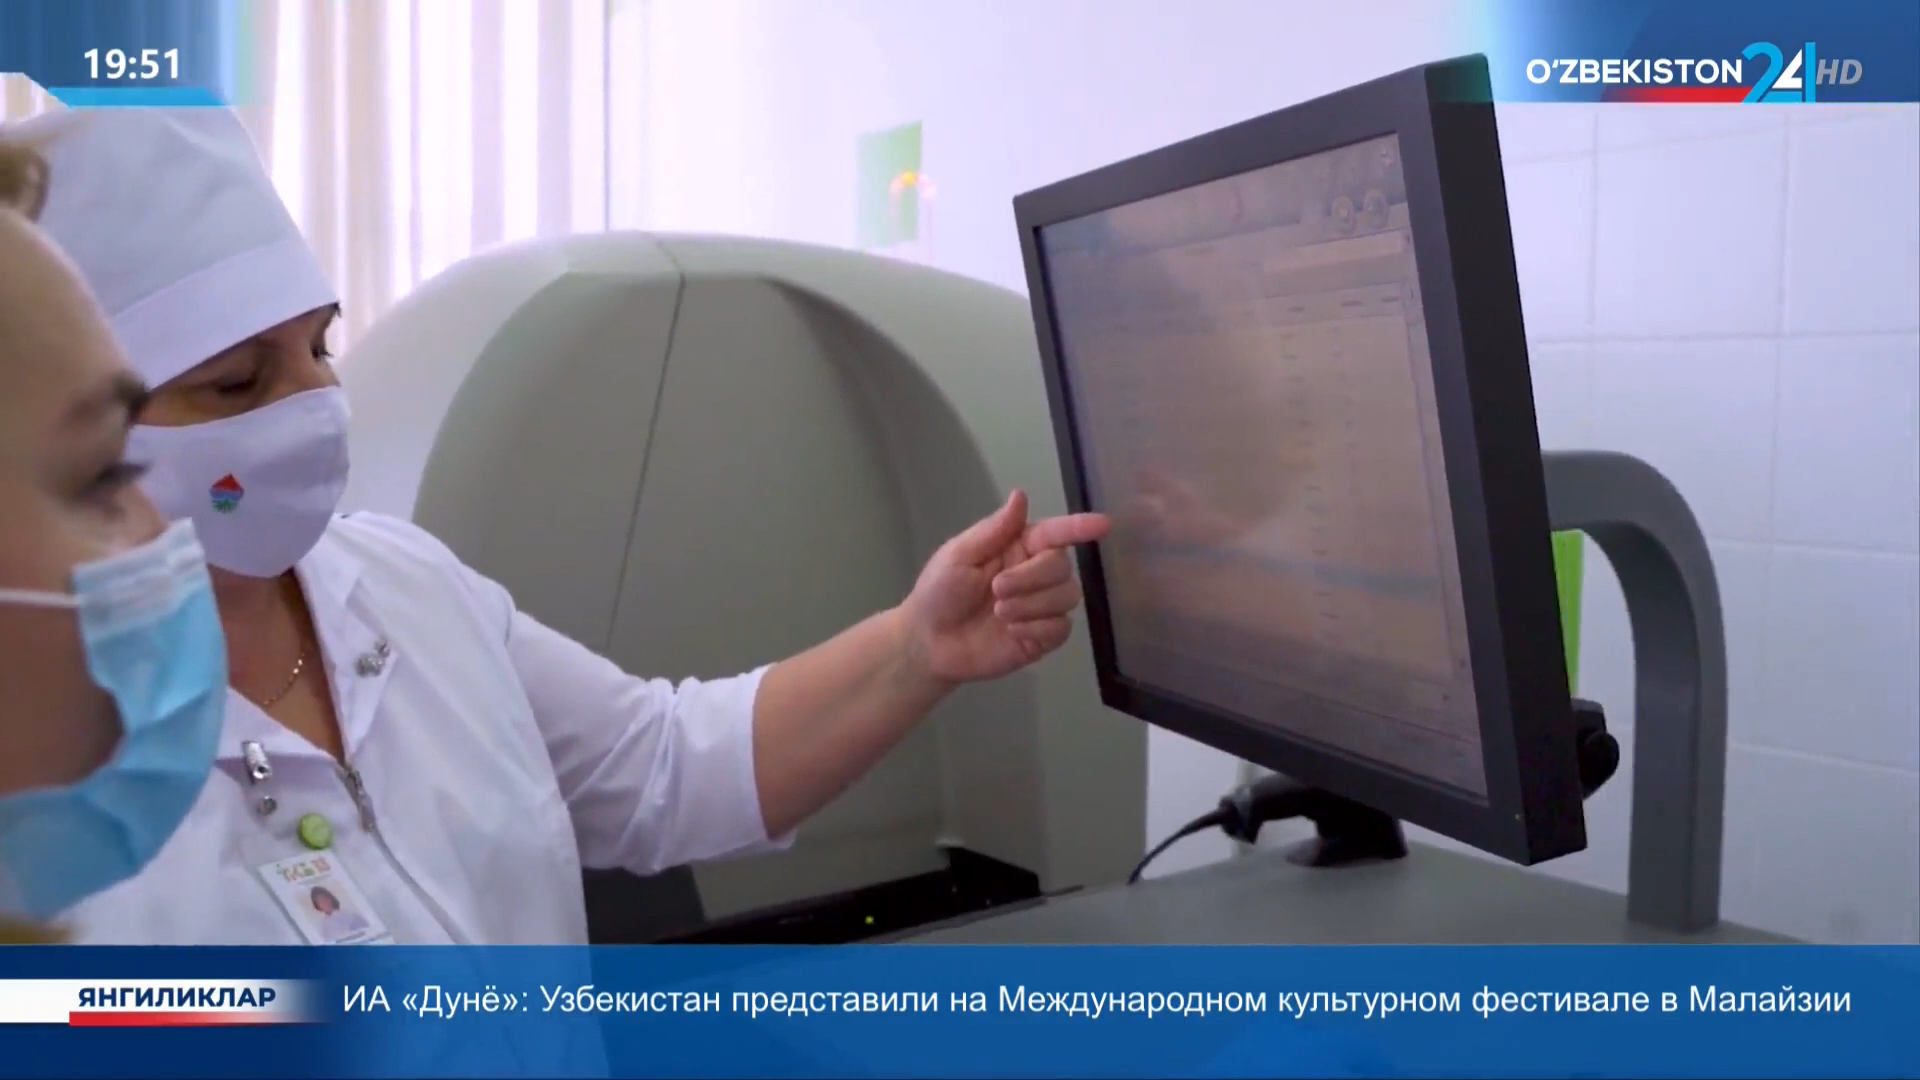 19:51
O'ZBEKISTON 24 HD
ЯНГИЛИКЛАР
ИА «Дунё»: Узбекистан представили на Международном культурном фестивале в Малайзии